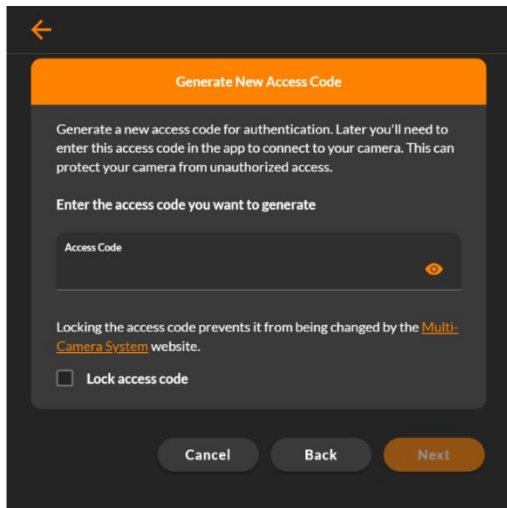 Generate New Access Code
Generate a new access code for authentication. Later you'll need to
enter this access code in the app to connect to your camera. This can
protect your camera from unauthorized access.
Enter the access code you want to generate
Access Code
Locking the access code prevents it from being changed by the Multi-
Camera System website.
Lock access code
Cancel Back Next